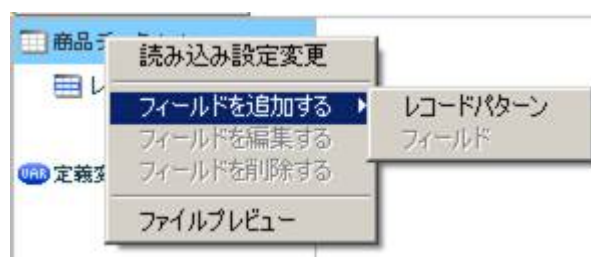 商品デ
読み込み設定変更
レ
フィールドを追加する
レコードパターン
フィールドを編集する
フィールド
VAR 定義変
フィールドを削除する
ファイルプレビュー